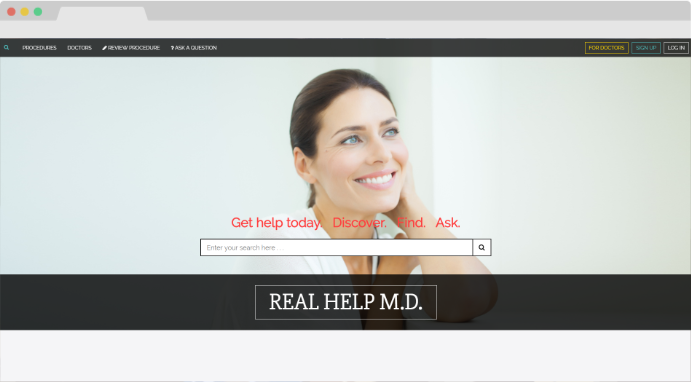 PROCEDURES DOCTORS REVIEW PROCEDURE ? ASK A QUESTION FOR DOCTORS SIGN UP LOG IN
Get help today. Discover. Find. Ask.
Enter your search here...
REAL HELP M.D.